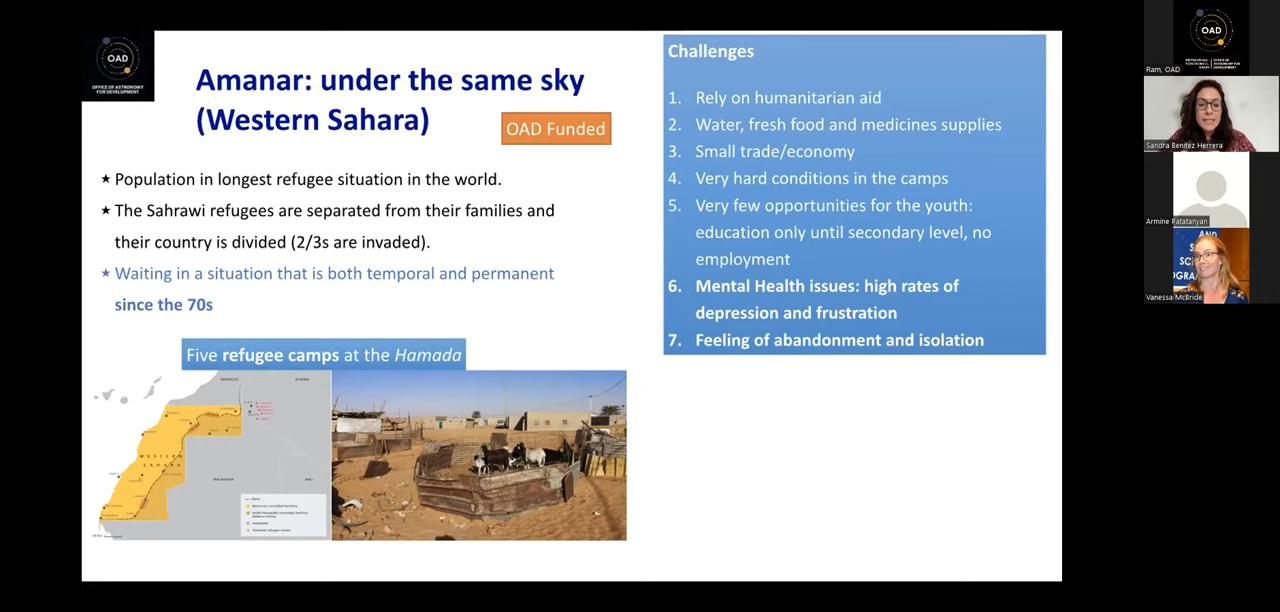 OAD
OFFICE OF ASTRONOMY
FOR DEVELOPMENT
Amanar: under the same sky
(Western Sahara)
OAD Funded
★ Population in longest refugee situation in the world.
★ The Sahrawi refugees are separated from their families and
their country is divided (2/3s are invaded).
★ Waiting in a situation that is both temporal and permanent
since the 70s
Five refugee camps at the Hamada
MOROCCO
ALGERIA
WESTERN
SAHARA
MAURITANIA
MALI
Challenges
1. Rely on humanitarian aid
2. Water, fresh food and medicines supplies
3. Small trade/economy
4. Very hard conditions in the camps
5. Very few opportunities for the youth:
education only until secondary level, no
employment
6. Mental Health issues: high rates of
depression and frustration
7. Feeling of abandonment and isolation
OAD
Ram, OAD
Sandra Benítez Herrera
Armine Patatanyan
AND
Vanessa McBride